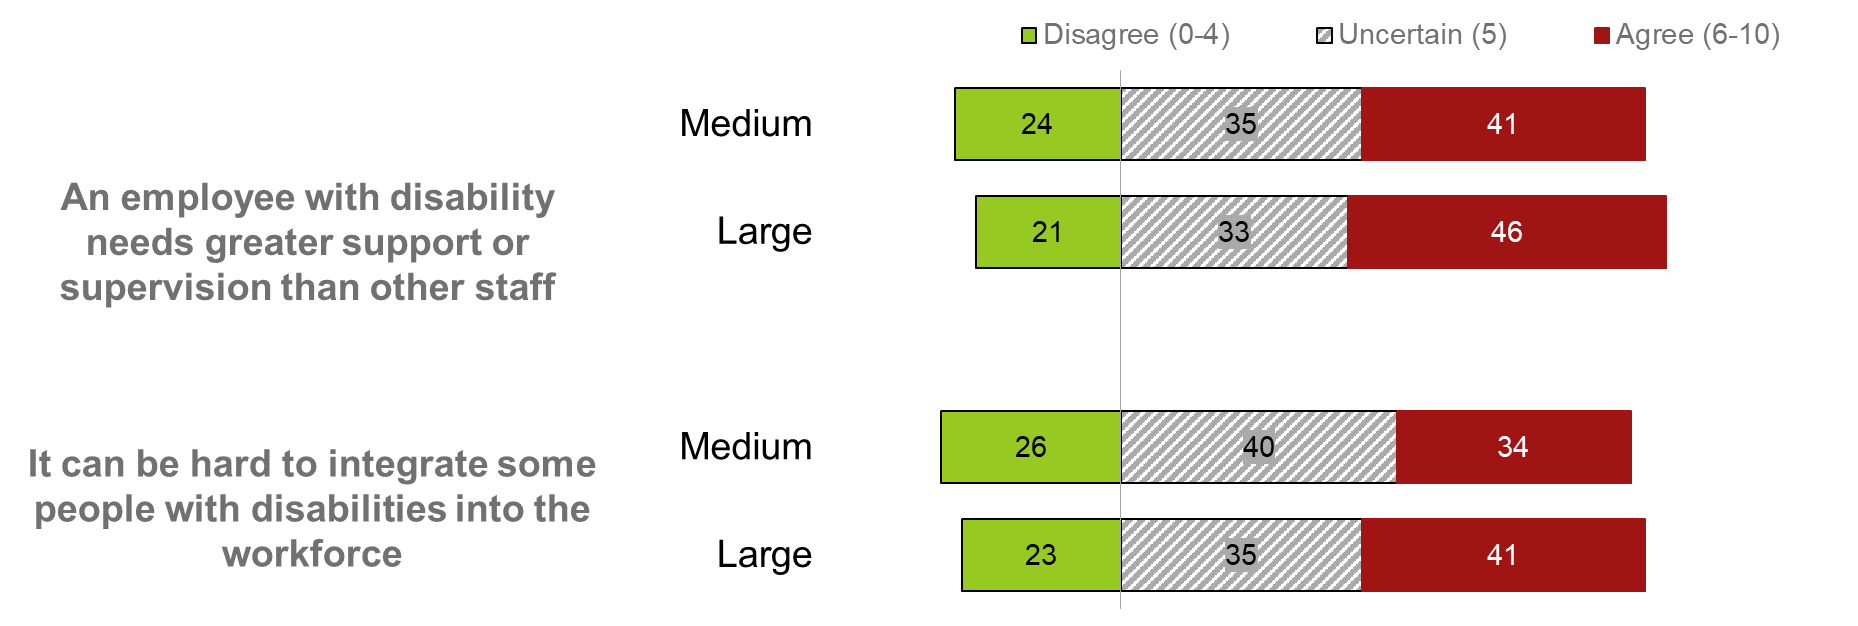 Disagree (0-4) Uncertain (5) Agree (6-10)
An employee with disability
needs greater support or
supervision than other staff
Medium 24 35 41
Large 21 33 46
It can be hard to integrate some
people with disabilities into the
workforce
Medium 26 40 34
Large 23 35 41